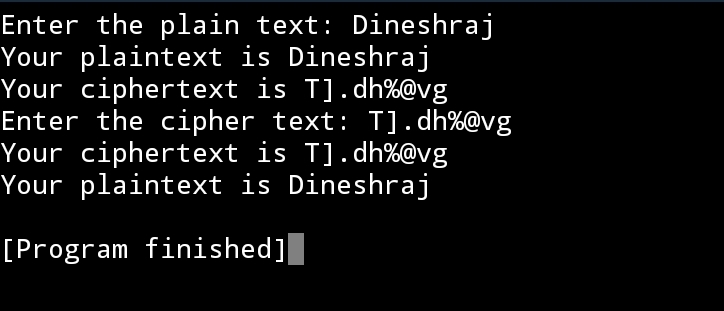 Enter the plain text: Dineshraj
Your plaintext is Dineshraj
Your ciphertext is T].dh%@vg
Enter the cipher text: T].dh%@vg
Your ciphertext is T].dh%@vg
Your plaintext is Dineshraj
[Program finished]